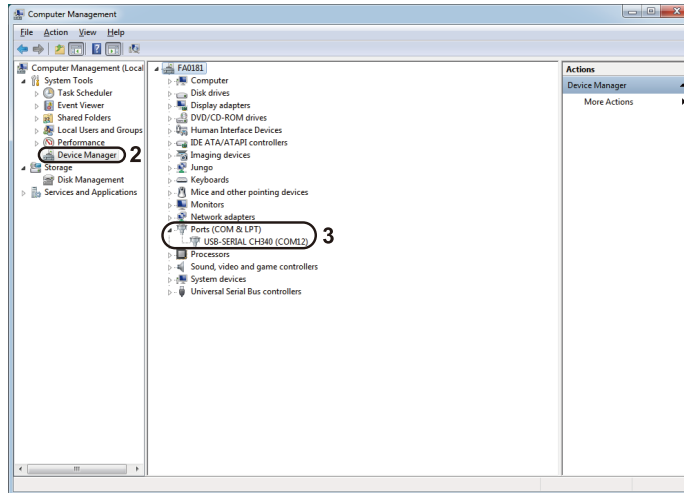 Computer Management
File Action View Help
Computer Management (Local
System Tools
Task Scheduler
Event Viewer
Shared Folders
Local Users and Groups
Performance
Device Manager 2
Storage
Disk Management
Services and Applications
FA0181
Computer
Disk drives
Display adapters
DVD/CD-ROM drives
Human Interface Devices
IDE ATA/ATAPI controllers
Imaging devices
Jungo
Keyboards
Mice and other pointing devices
Monitors
Network adapters
Ports (COM & LPT)
USB-SERIAL CH340 (COM12) 3
Processors
Sound, video and game controllers
System devices
Universal Serial Bus controllers
Actions
Device Manager
More Actions